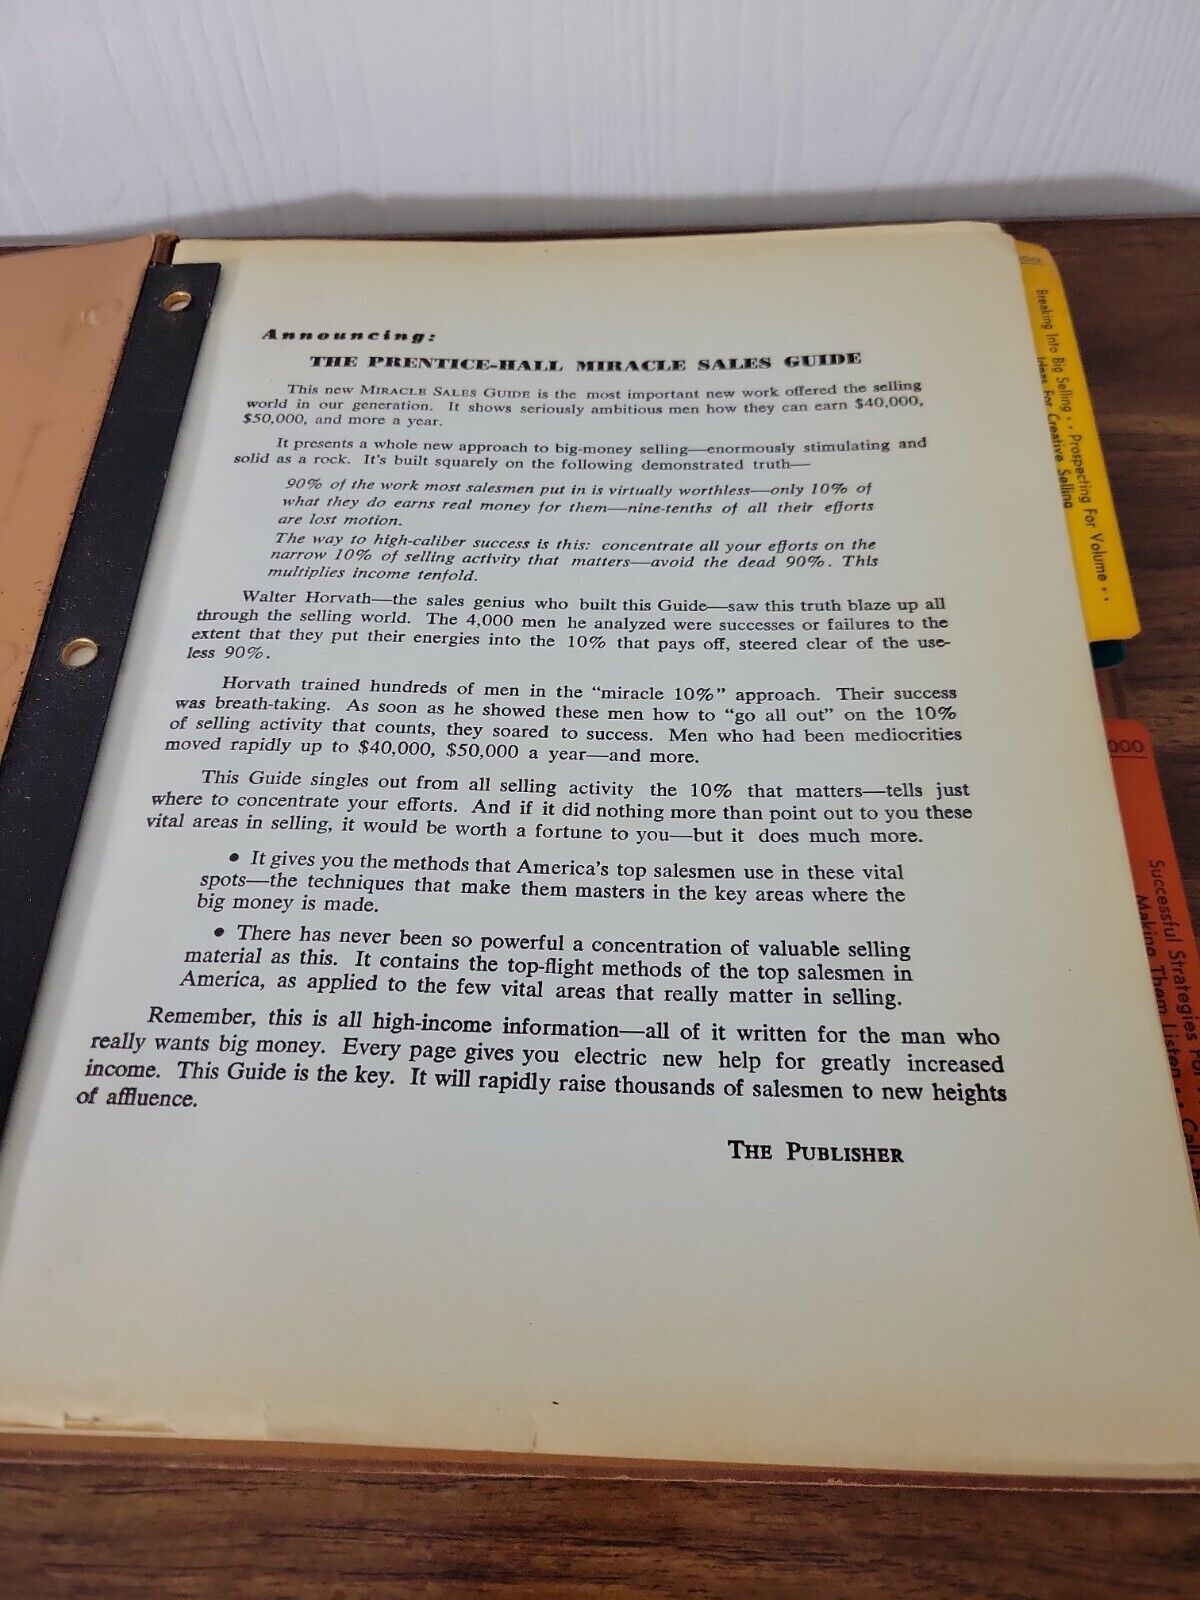 Announcing:
THE PRENTICE-HALL MIRACLE SALES GUIDE
This new MIRACLE SALES GUIDE is the most important new work offered the selling
world in our generation. It shows seriously ambitious men how they can earn $40,000,
$50,000, and more a year.
It presents a whole new approach to big-money selling—enormously stimulating and
solid as a rock. It's built squarely on the following demonstrated truth—
90% of the work most salesmen put in is virtually worthless—only 10% of
what they do earns real money for them—nine-tenths of all their efforts
are lost motion.
The way to high-caliber success is this: concentrate all your efforts on the
narrow 10% of selling activity that matters—avoid the dead 90%. This
multiplies income tenfold.
Walter Horvath—the sales genius who built this Guide—saw this truth blaze up all
through the selling world. The 4,000 men he analyzed were successes or failures to the
extent that they put their energies into the 10% that pays off, steered clear of the use-
less 90%.
Horvath trained hundreds of men in the “miracle 10%” approach. Their success
was breath-taking. As soon as he showed these men how to “go all out” on the 10%
of selling activity that counts, they soared to success. Men who had been mediocrities
moved rapidly up to $40,000, $50,000 a year—and more.
This Guide singles out from all selling activity the 10% that matters—tells just
where to concentrate your efforts. And if it did nothing more than point out to you these
vital areas in selling, it would be worth a fortune to you—but it does much more.
• It gives you the methods that America's top salesmen use in these vital
spots—the techniques that make them masters in the key areas where the
big money is made.
• There has never been so powerful a concentration of valuable selling
material as this. It contains the top-flight methods of the top salesmen in
America, as applied to the few vital areas that really matter in selling.
Remember, this is all high-income information—all of it written for the man who
really wants big money. Every page gives you electric new help for greatly increased
income. This Guide is the key. It will rapidly raise thousands of salesmen to new heights
of affluence.
THE PUBLISHER
Breaking Into Big Selling . . Prospecting For Volume . .
Ideas For Creative Selling
000
Successful Strategies For
Making Them Listen . .